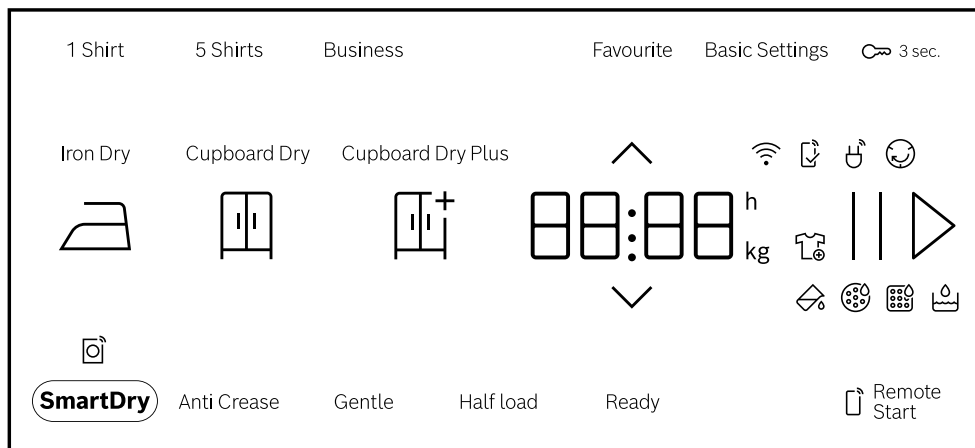 1 Shirt 5 Shirts Business Favourite Basic Settings 3 sec.
Iron Dry Cupboard Dry Cupboard Dry Plus
88:88 h
kg
SmartDry Anti Crease Gentle Half load Ready Remote
Start